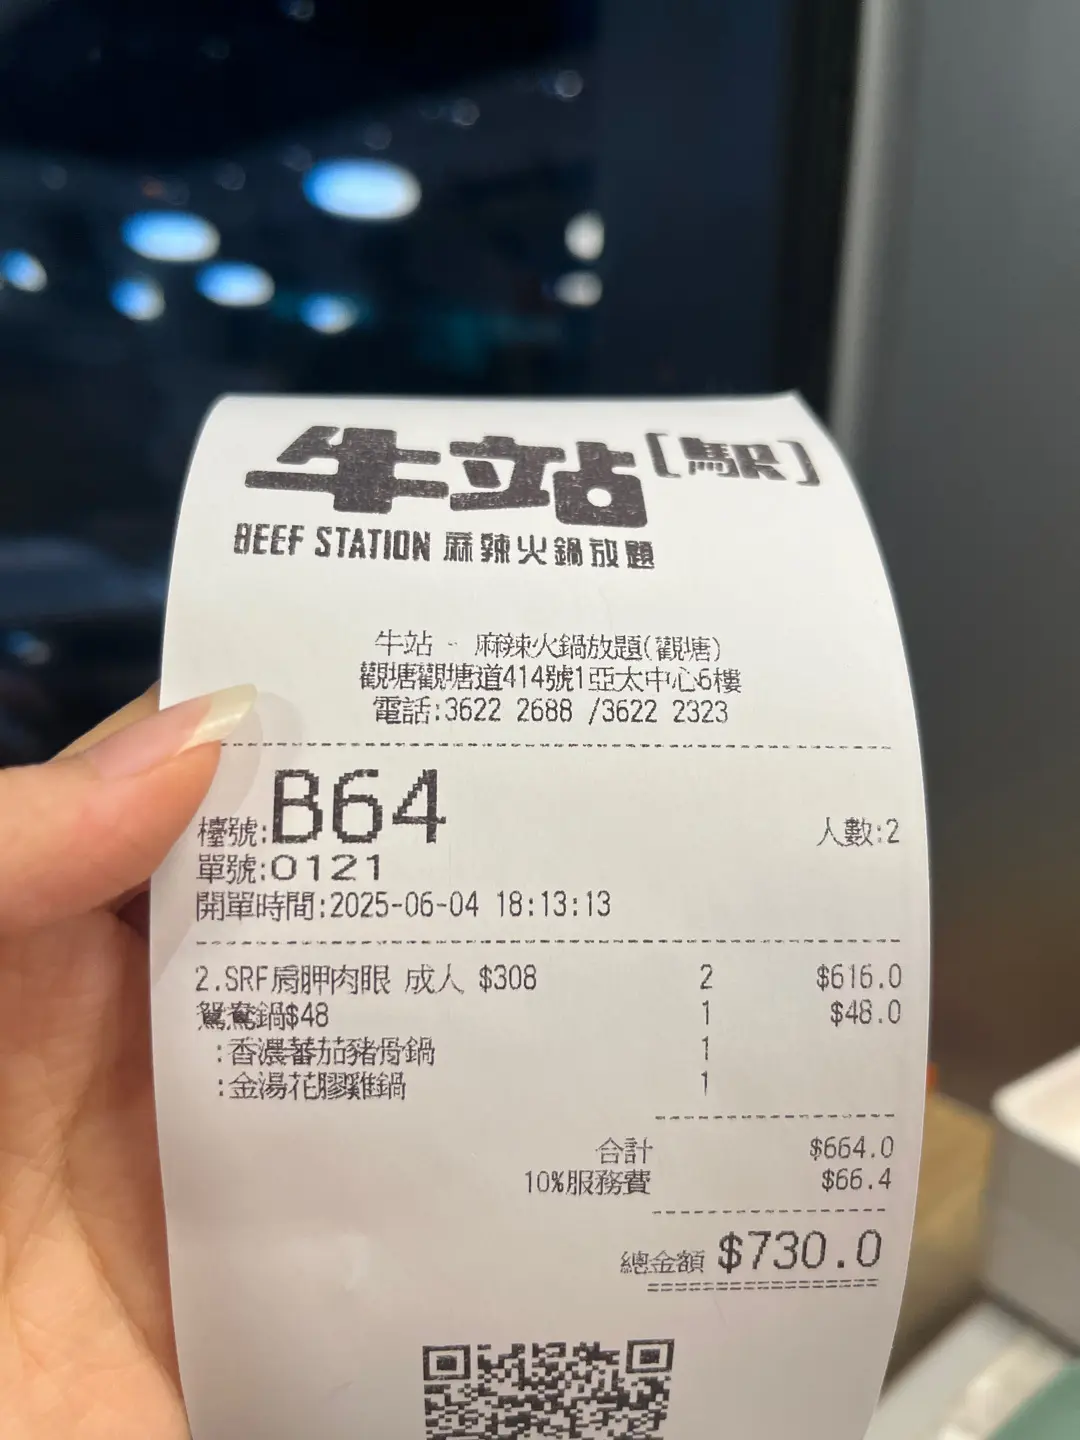 牛站[駅]
BEEF STATION 麻辣火鍋放題
牛站 - 麻辣火鍋放題(觀塘)
觀塘觀塘道414號1亞太中心6樓
電話:3622 2688 /3622 2323
檯號:B64 人數:2
單號:0121
開單時間:2025-06-04 18:13:13
2.SRF肩胛肉眼 成人 $308 2 $616.0
鴛鴦鍋$48 1 $48.0
:香濃蕃茄豬骨鍋 1
:金湯花膠雞鍋 1
合計 $664.0
10%服務費 $66.4
總金額 $730.0